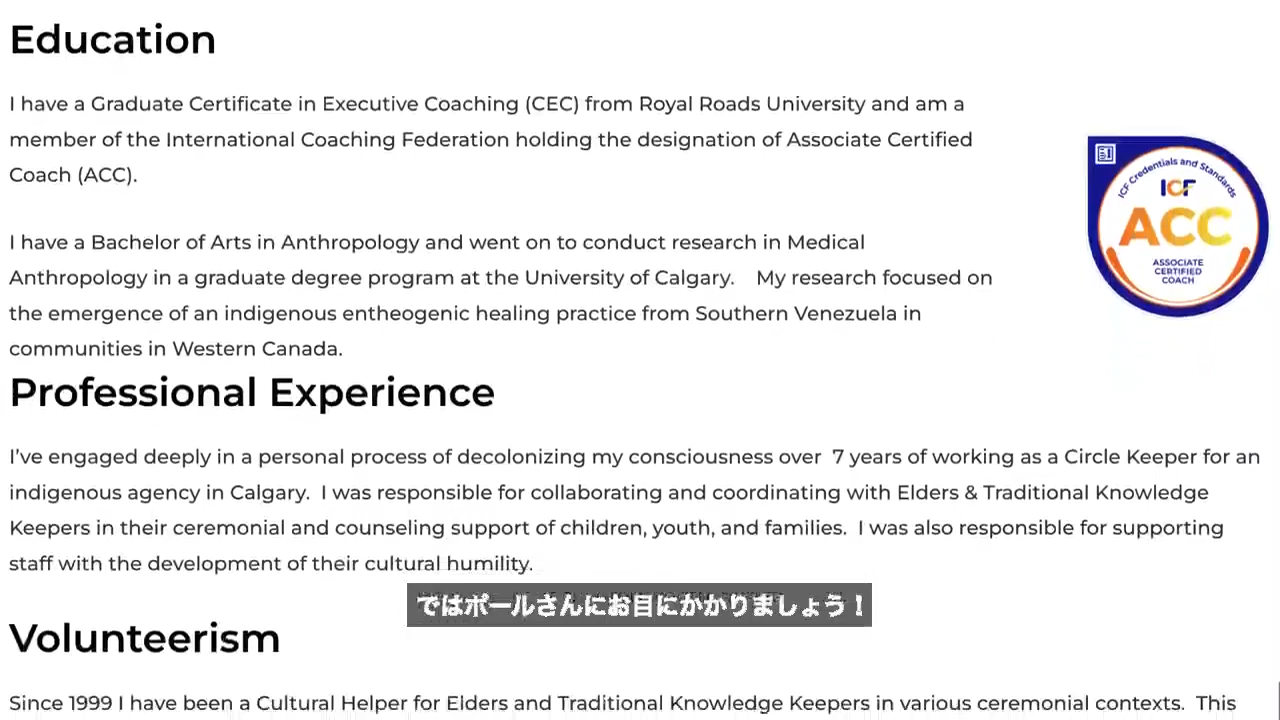 Education
I have a Graduate Certificate in Executive Coaching (CEC) from Royal Roads University and am a
member of the International Coaching Federation holding the designation of Associate Certified
Coach (ACC).
ICF Credentials and Standards
ICF
ACC
ASSOCIATE
CERTIFIED
COACH
I have a Bachelor of Arts in Anthropology and went on to conduct research in Medical
Anthropology in a graduate degree program at the University of Calgary. My research focused on
the emergence of an indigenous entheogenic healing practice from Southern Venezuela in
communities in Western Canada.
Professional Experience
I've engaged deeply in a personal process of decolonizing my consciousness over 7 years of working as a Circle Keeper for an
indigenous agency in Calgary. I was responsible for collaborating and coordinating with Elders & Traditional Knowledge
Keepers in their ceremonial and counseling support of children, youth, and families. I was also responsible for supporting
staff with the development of their cultural humility.
ではポールさんにお目にかかりましょう！
Volunteerism
Since 1999 I have been a Cultural Helper for Elders and Traditional Knowledge Keepers in various ceremonial contexts. This